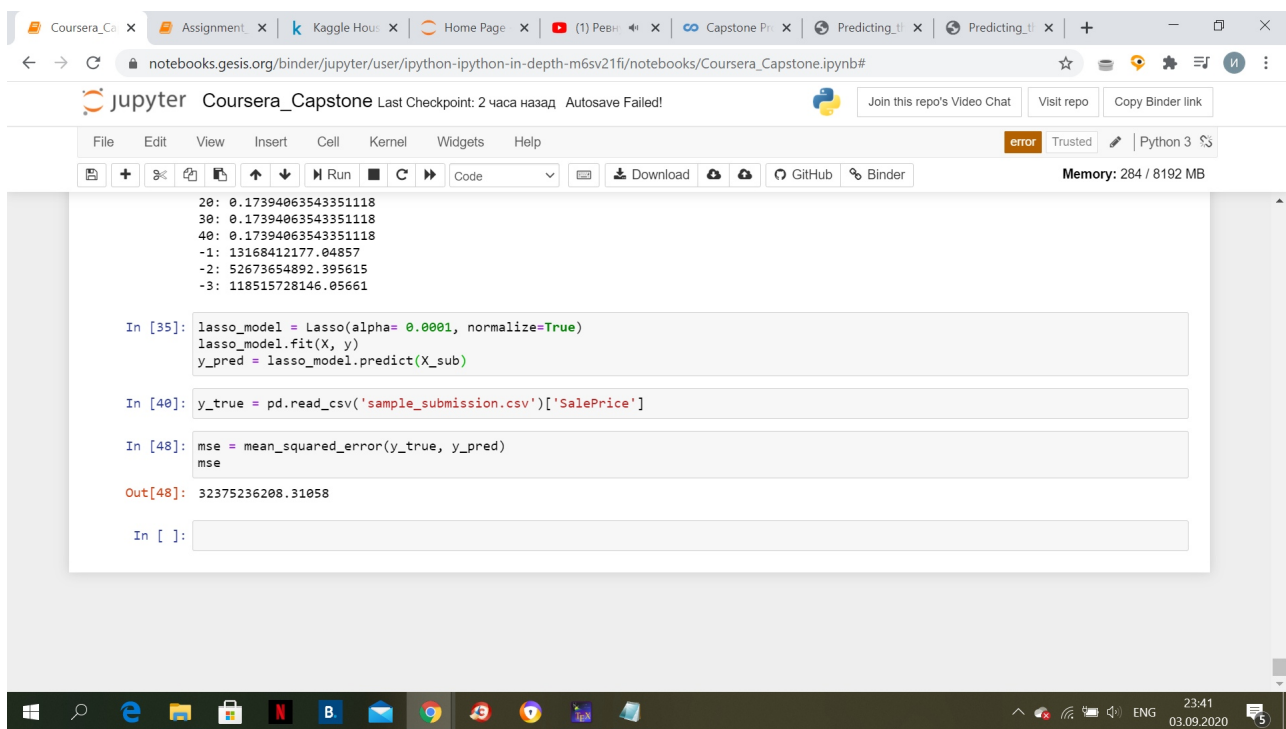 Coursera_Ca
Assignment_
Kaggle Hous
Home Page -
(1) Ревн
Capstone Pro
Predicting_th
Predicting_th
notebooks.gesis.org/binder/jupyter/user/ipython-ipython-in-depth-m6sv21fi/notebooks/Coursera_Capstone.ipynb#
И
jupyter Coursera_Capstone Last Checkpoint: 2 часа назад Autosave Failed!
Join this repo's Video Chat
Visit repo
Copy Binder link
File Edit View Insert Cell Kernel Widgets Help
error Trusted Python 3
Run Code Download GitHub Binder Memory: 284 / 8192 MB
20: 0.17394063543351118
30: 0.17394063543351118
40: 0.17394063543351118
-1: 13168412177.04857
-2: 52673654892.395615
-3: 118515728146.05661
In [35]: lasso_model = Lasso(alpha= 0.0001, normalize=True)
lasso_model.fit(X, y)
y_pred = lasso_model.predict(X_sub)
In [40]: y_true = pd.read_csv('sample_submission.csv')['SalePrice']
In [48]: mse = mean_squared_error(y_true, y_pred)
mse
Out[48]: 32375236208.31058
In [ ]:
N
B.
ENG
23:41
03.09.2020
5